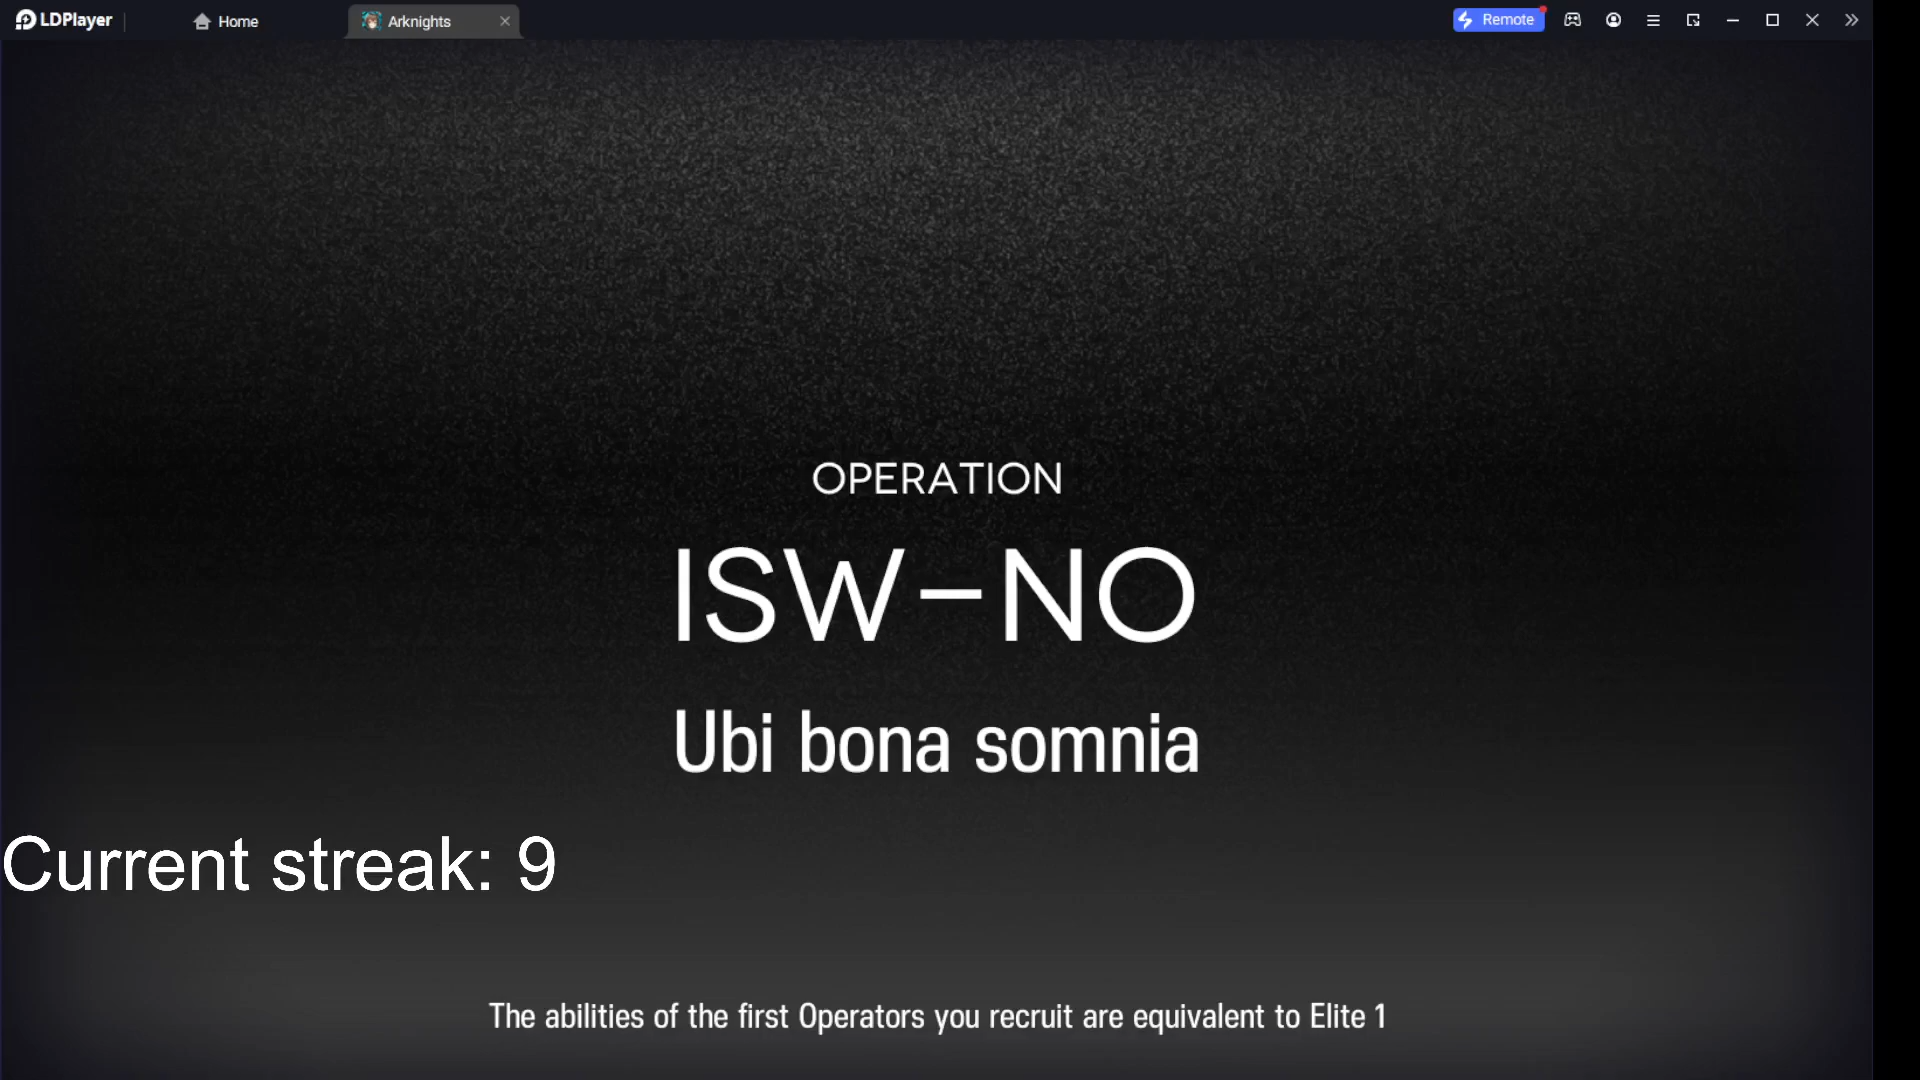 LDPlayer
Home
Arknights
Remote
OPERATION
ISW-NO
Ubi bona somnia
Current streak: 9
The abilities of the first Operators you recruit are equivalent to Elite 1